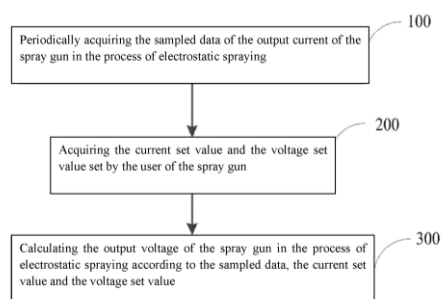 100
Periodically acquiring the sampled data of the output current of the
spray gun in the process of electrostatic spraying
200
Acquiring the current set value and the voltage set
value set by the user of the spray gun
300
Calculating the output voltage of the spray gun in the process of
electrostatic spraying according to the sampled data, the current set
value and the voltage set value